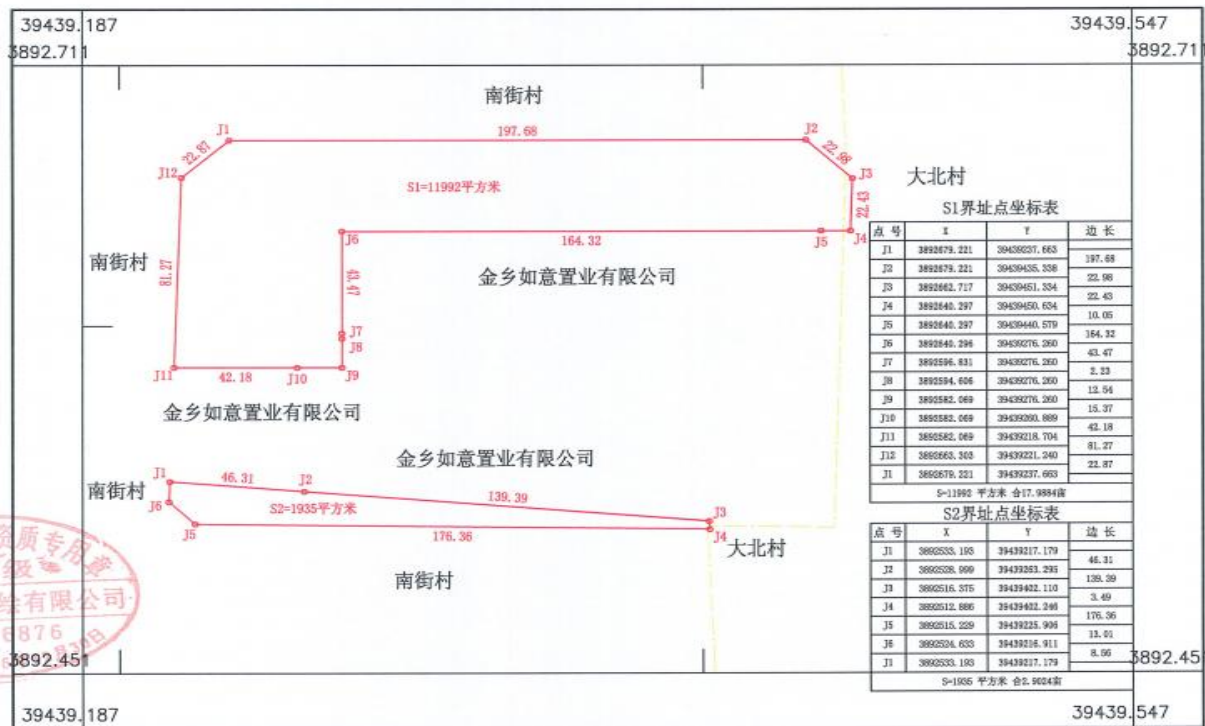 39439.187
39439.547
3892.711
3892.711
南街村
J1
197.68
J2
22.87
22.98
J12
J3
大北村
S1=11992平方米
22.43
S1界址点坐标表
点 号 X Y 边 长
J1 3892679.221 39439237.663
197.68
J2 3892679.221 39439435.338
22.98
J3 3892662.717 39439451.334
22.43
J4 3892640.297 39439450.634
10.05
J5 3892640.297 39439440.579
164.32
J6 3892640.296 39439276.260
43.47
J7 3892596.831 39439276.260
2.23
J8 3892594.606 39439276.260
12.54
J9 3892582.069 39439276.260
15.37
J10 3892582.069 39439260.889
42.18
J11 3892582.069 39439218.704
81.27
J12 3892663.303 39439221.240
22.87
J1 3892679.221 39439237.663
S=11992 平方米 合17.9884亩
J6
164.32
J5
J4
南街村
81.27
43.47
金乡如意置业有限公司
J7
J8
J11
42.18
J10
J9
金乡如意置业有限公司
金乡如意置业有限公司
J1
46.31
J2
南街村
J6
S2=1935平方米
139.39
J3
J5
176.36
J4
大北村
南街村
S2界址点坐标表
点 号 X Y 边 长
J1 3892533.193 39439217.179
46.31
J2 3892528.999 39439263.295
139.39
J3 3892516.375 39439402.110
3.49
J4 3892512.886 39439402.246
176.36
J5 3892515.229 39439225.906
13.01
J6 3892524.633 39439216.911
8.56
J1 3892533.193 39439217.179
S=1935 平方米 合2.9024亩
资质专用章
级
绘有限公司
6876
3892.451
3892.451
39439.187
39439.547